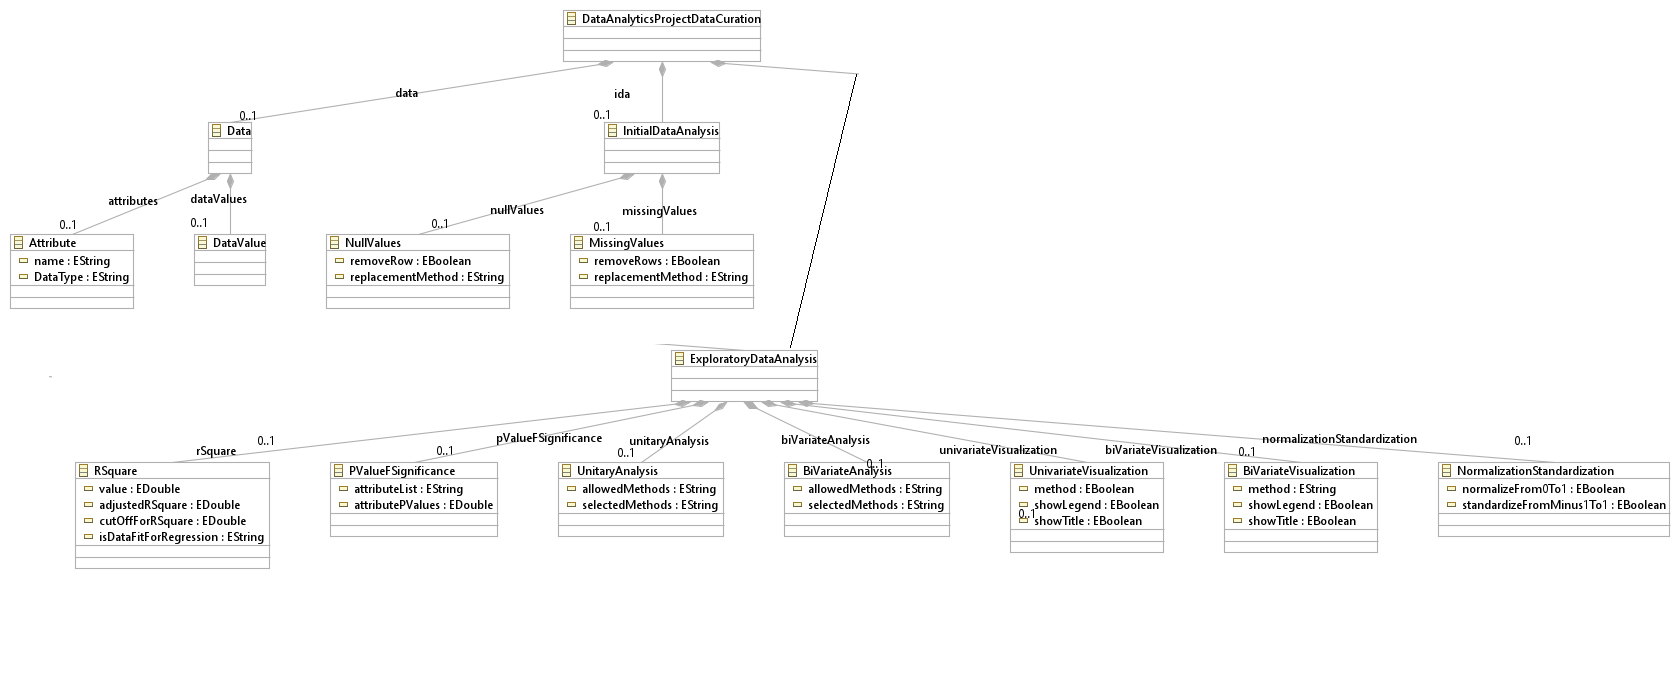 DataAnalyticsProjectDataCuration
data
ida
0..1
0..1
Data
InitialDataAnalysis
attributes
dataValues
nullValues
missingValues
0..1
0..1
0..1
0..1
Attribute
name : EString
DataType : EString
DataValue
NullValues
removeRow : EBoolean
replacementMethod : EString
MissingValues
removeRows : EBoolean
replacementMethod : EString
ExploratoryDataAnalysis
rSquare
0..1
pValueFSignificance
0..1
unitaryAnalysis
0..1
biVariateAnalysis
0..1
univariateVisualization
0..1
biVariateVisualization
0..1
normalizationStandardization
0..1
RSquare
value : EDouble
adjustedRSquare : EDouble
cutOffForRSquare : EDouble
isDataFitForRegression : EString
PValueFSignificance
attributeList : EString
attributePValues : EDouble
UnitaryAnalysis
allowedMethods : EString
selectedMethods : EString
BiVariateAnalysis
allowedMethods : EString
selectedMethods : EString
UnivariateVisualization
method : EBoolean
showLegend : EBoolean
showTitle : EBoolean
BiVariateVisualization
method : EString
showLegend : EBoolean
showTitle : EBoolean
NormalizationStandardization
normalizeFrom0To1 : EBoolean
standardizeFromMinus1To1 : EBoolean